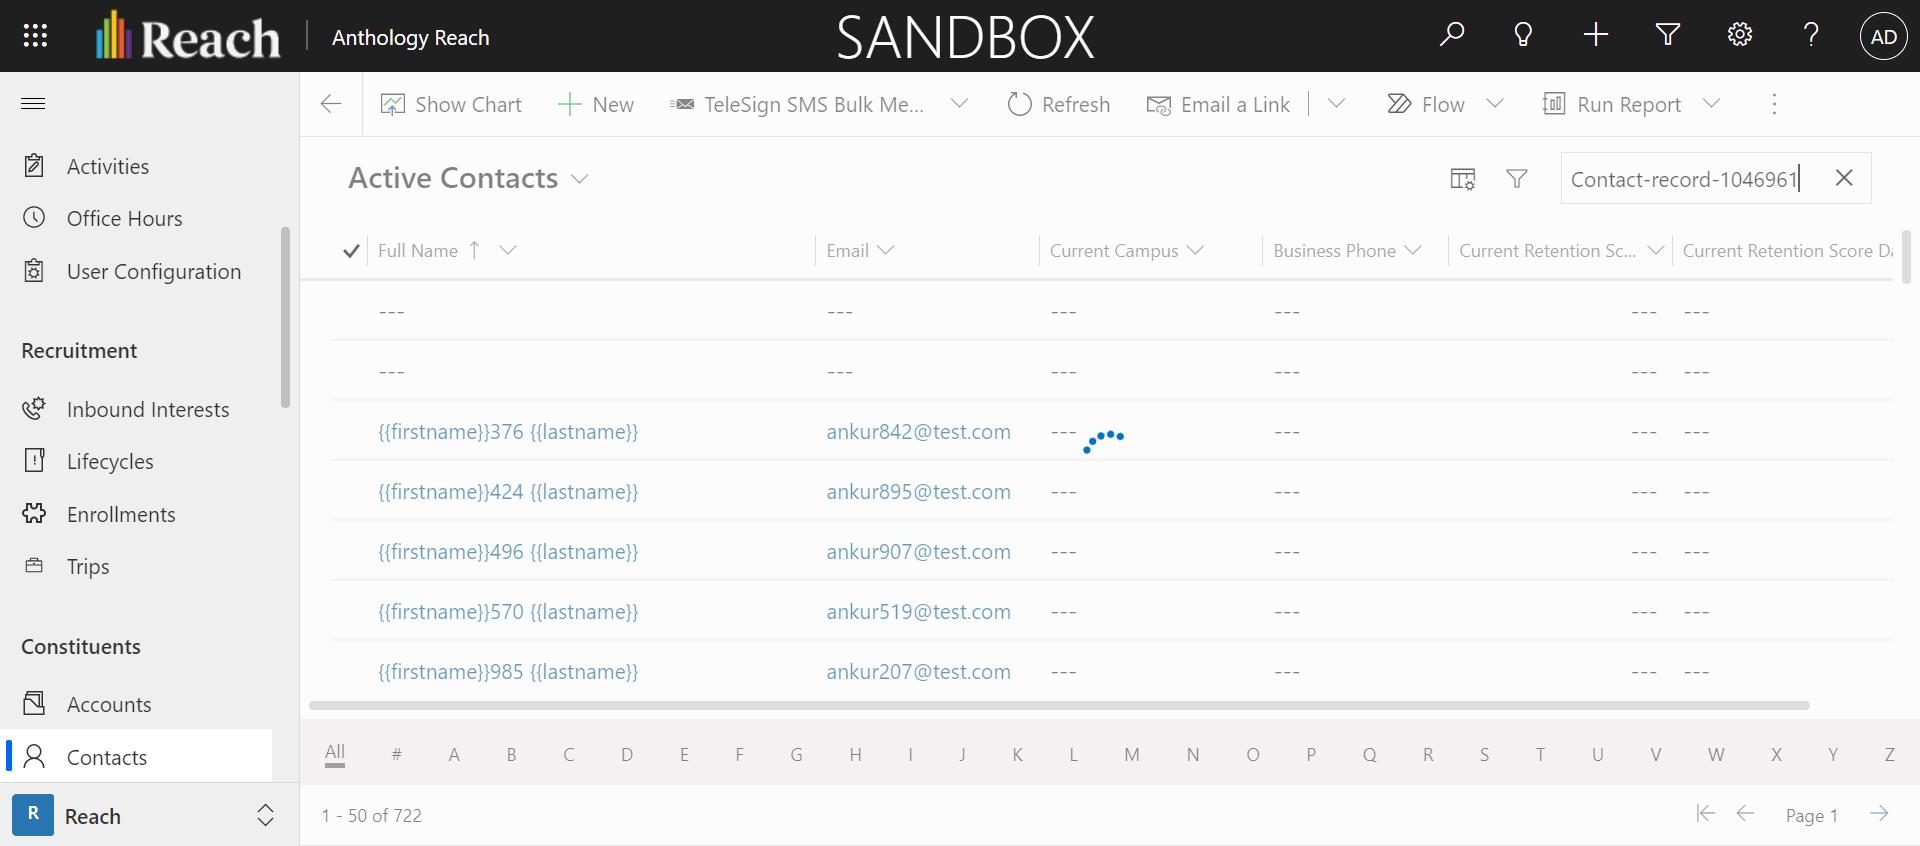 Reach
Anthology Reach
SANDBOX
AD
Show Chart
New
TeleSign SMS Bulk Me...
Refresh
Email a Link
Flow
Run Report
Activities
Office Hours
User Configuration
Recruitment
Inbound Interests
Lifecycles
Enrollments
Trips
Constituents
Accounts
Contacts
R
Reach
Active Contacts
Contact-record-1046961
Full Name Email Current Campus Business Phone Current Retention Sc... Current Retention Score Da
--- --- --- --- --- ---
--- --- --- --- --- ---
{{firstname}}376 {{lastname}} ankur842@test.com --- --- --- ---
{{firstname}}424 {{lastname}} ankur895@test.com --- --- --- ---
{{firstname}}496 {{lastname}} ankur907@test.com --- --- --- ---
{{firstname}}570 {{lastname}} ankur519@test.com --- --- --- ---
{{firstname}}985 {{lastname}} ankur207@test.com --- --- --- ---
All # A B C D E F G H I J K L M N O P Q R S T U V W X Y Z
1 - 50 of 722
Page 1